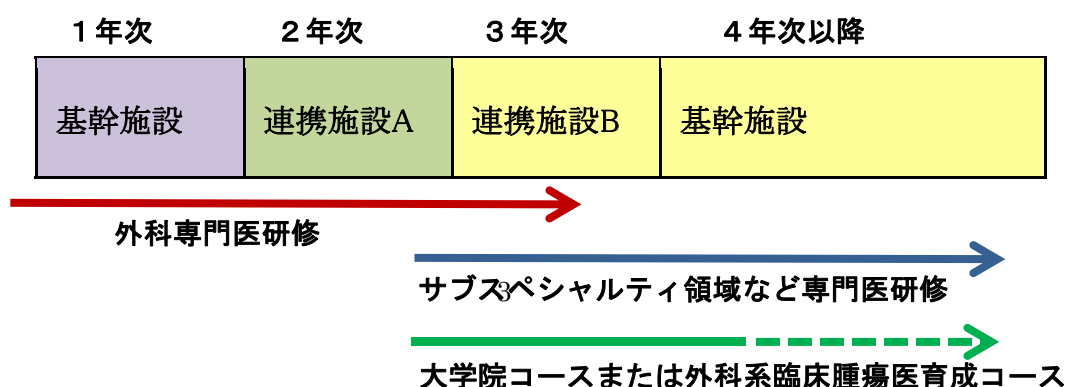 １年次 ２年次 ３年次 ４年次以降
基幹施設 連携施設A 連携施設B 基幹施設
外科専門医研修
サブスペシャルティ領域など専門医研修
3
大学院コースまたは外科系臨床腫瘍医育成コース